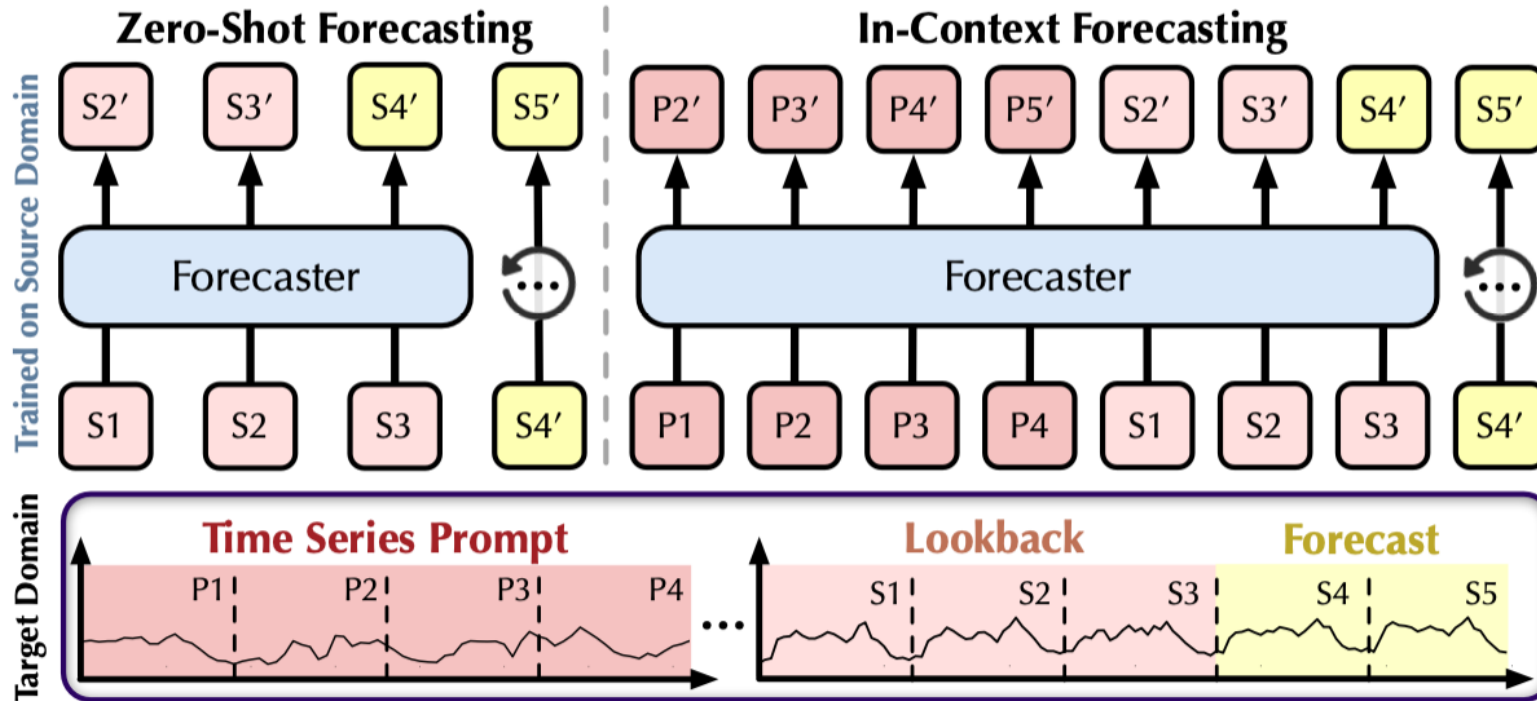 Zero-Shot Forecasting
In-Context Forecasting
Trained on Source Domain
S2′ S3′ S4′ S5′
P2′ P3′ P4′ P5′ S2′ S3′ S4′ S5′
Forecaster
...
Forecaster
...
S1 S2 S3 S4′
P1 P2 P3 P4 S1 S2 S3 S4′
Target Domain
Time Series Prompt
Lookback
Forecast
P1 P2 P3 P4
...
S1 S2 S3 S4 S5